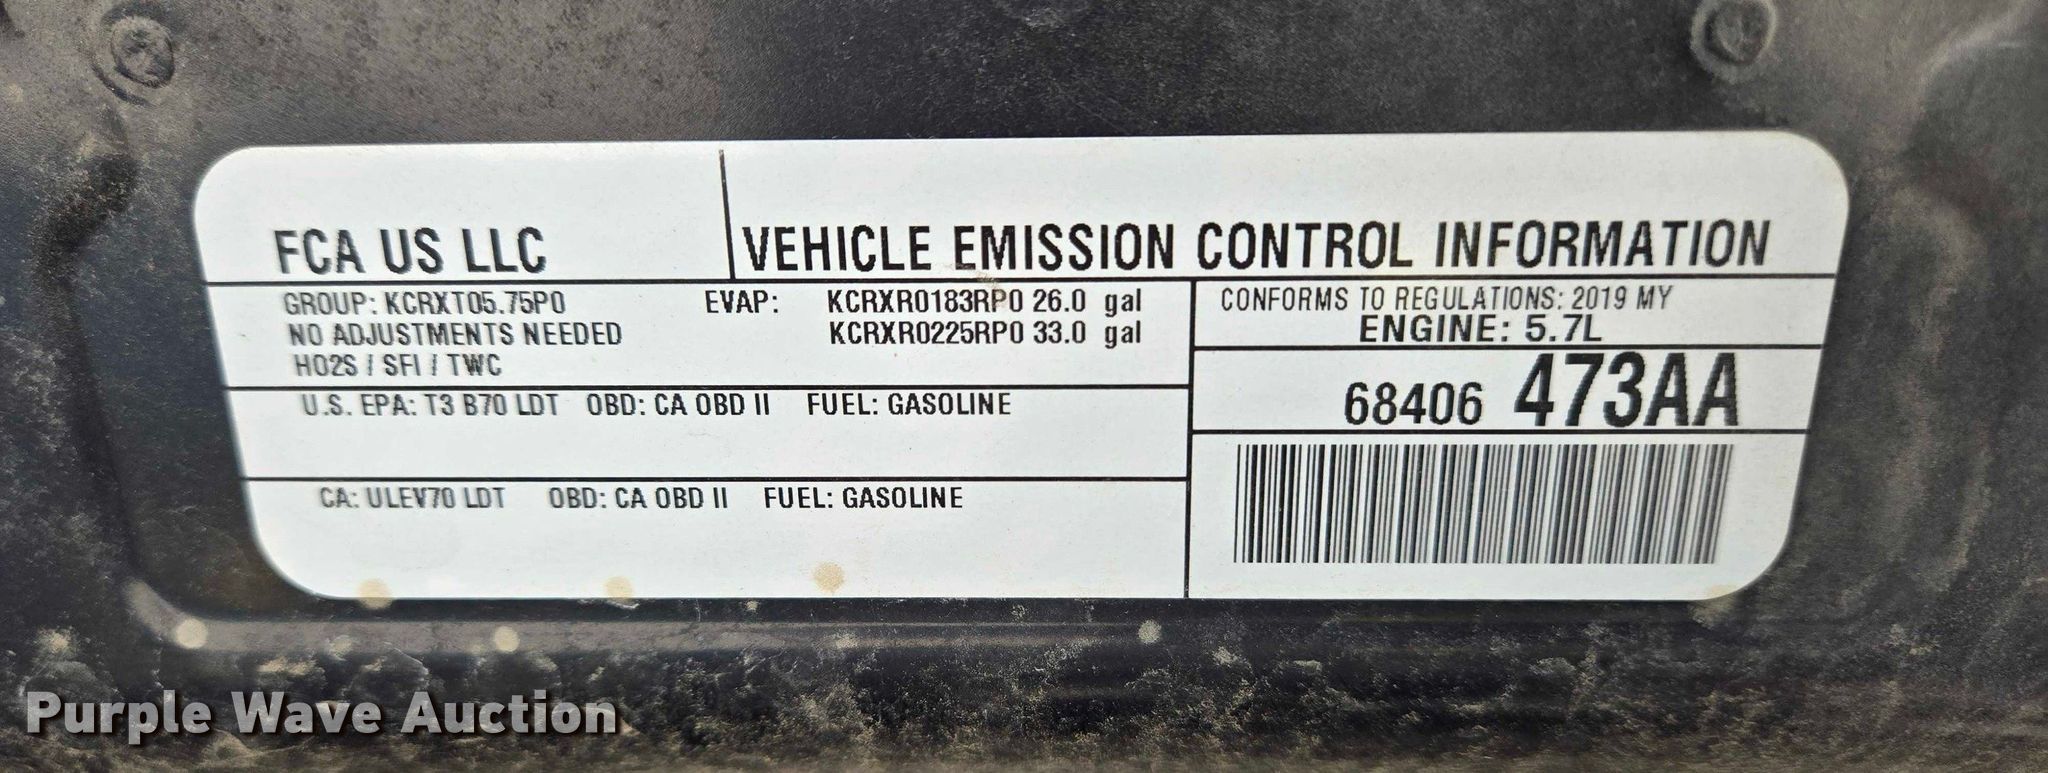 FCA US LLC
VEHICLE EMISSION CONTROL INFORMATION
GROUP: KCRXT05.75P0
NO ADJUSTMENTS NEEDED
HO2S / SFI / TWC
EVAP: KCRXR0183RP0 26.0 gal
KCRXR0225RP0 33.0 gal
CONFORMS TO REGULATIONS: 2019 MY
ENGINE: 5.7L
68406 473AA
U.S. EPA: T3 B70 LDT OBD: CA OBD II FUEL: GASOLINE
CA: ULEV70 LDT OBD: CA OBD II FUEL: GASOLINE
Purple Wave Auction